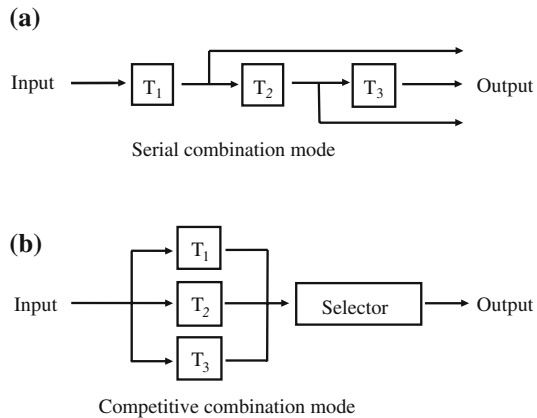 (a)
Input T1 T2 T3 Output
Serial combination mode
(b)
T1
Input T2 Selector Output
T3
Competitive combination mode